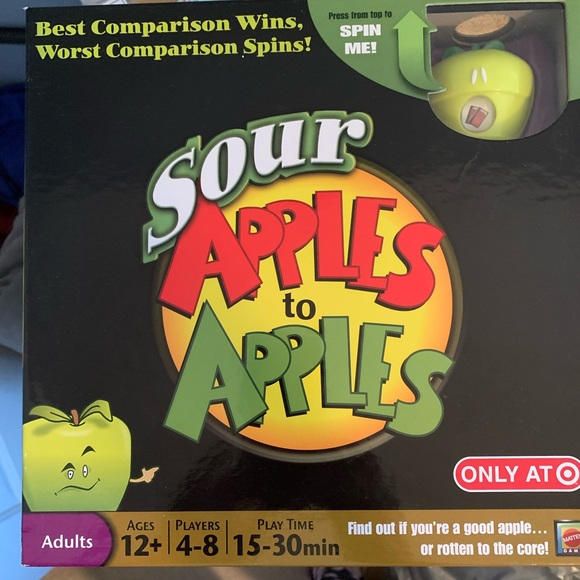 Best Comparison Wins,
Worst Comparison Spins!
Press from top to
SPIN
ME!
Sour
APPLES
to
APPLES
ONLY AT
Adults
AGES
12+
PLAYERS
4-8
PLAY TIME
15-30min
Find out if you're a good apple...
or rotten to the core!
MATTEL
GAM